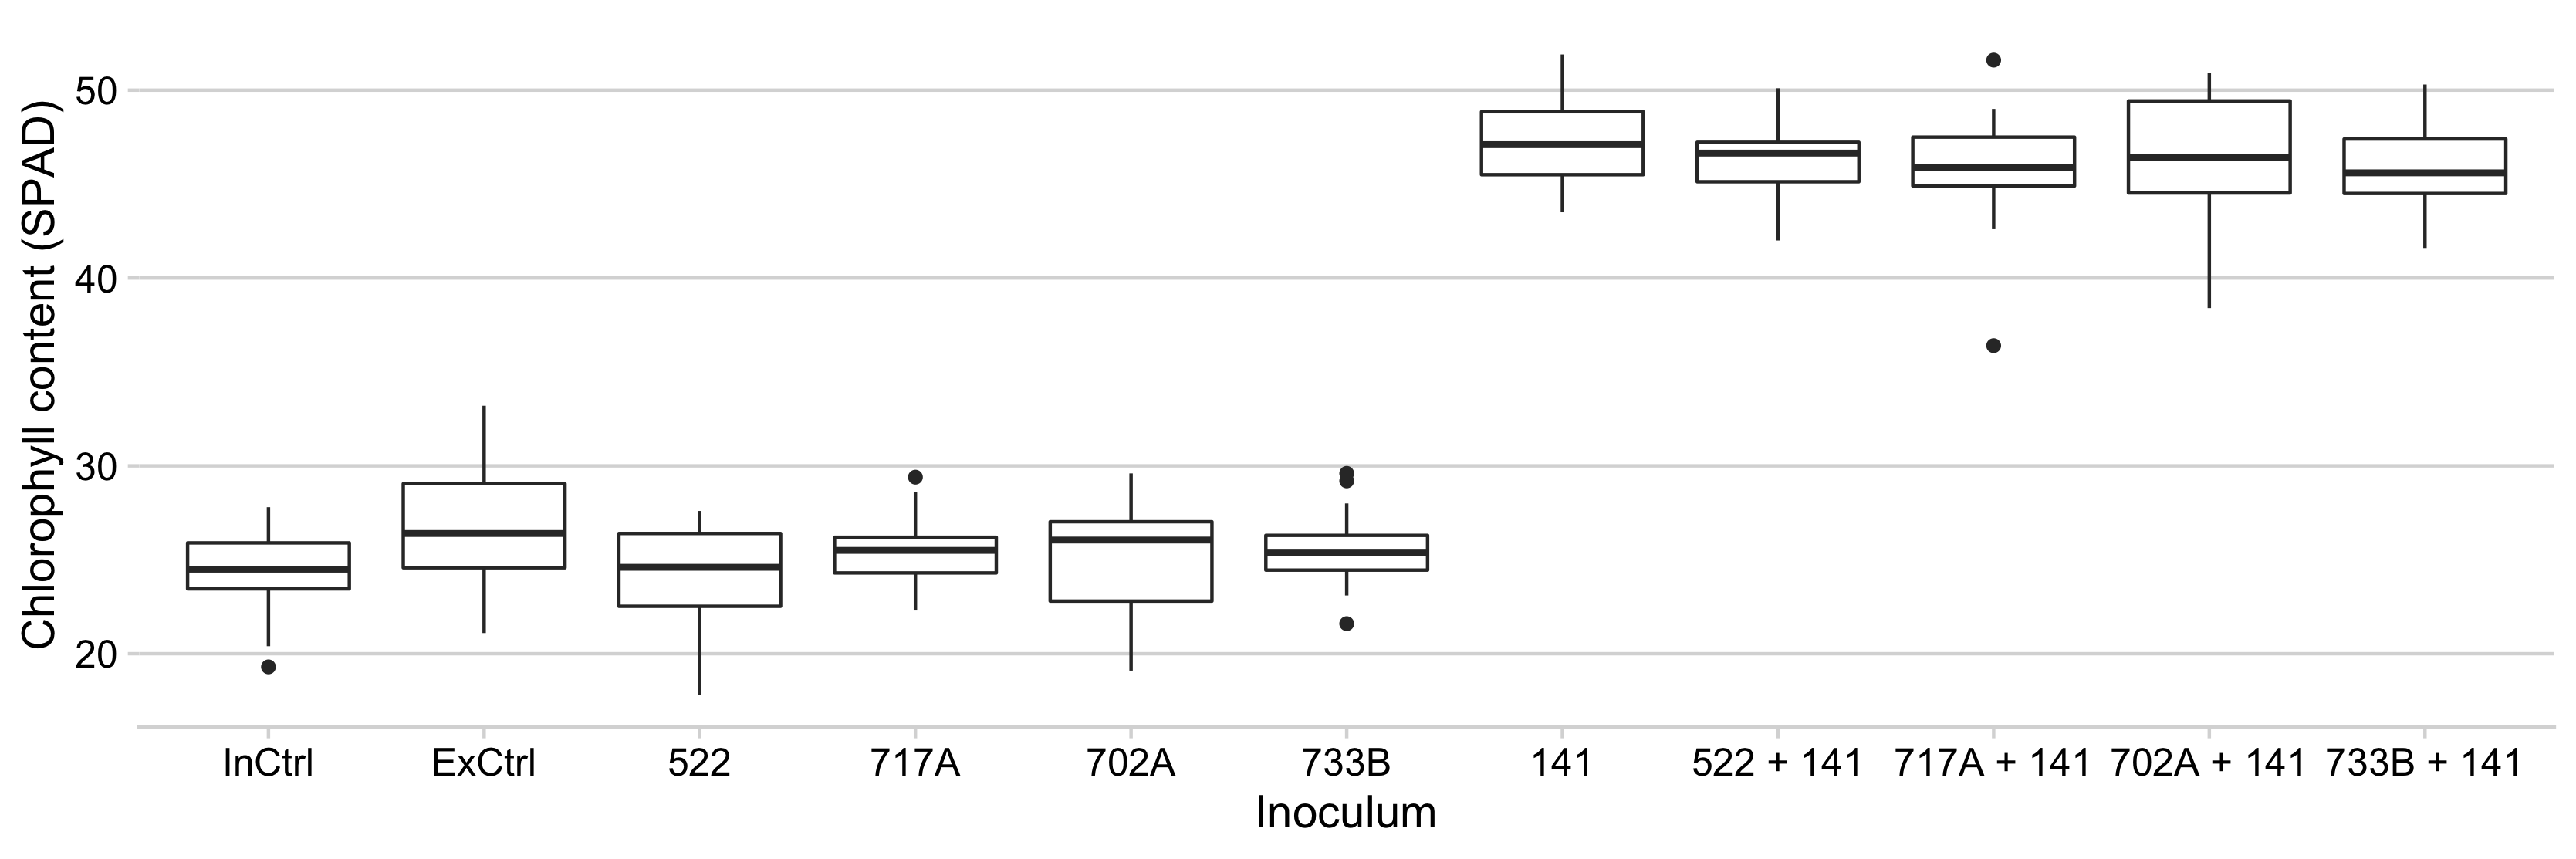 Chlorophyll content (SPAD)
50
40
30
20
InCtrl ExCtrl 522 717A 702A 733B 141 522 + 141 717A + 141 702A + 141 733B + 141
Inoculum